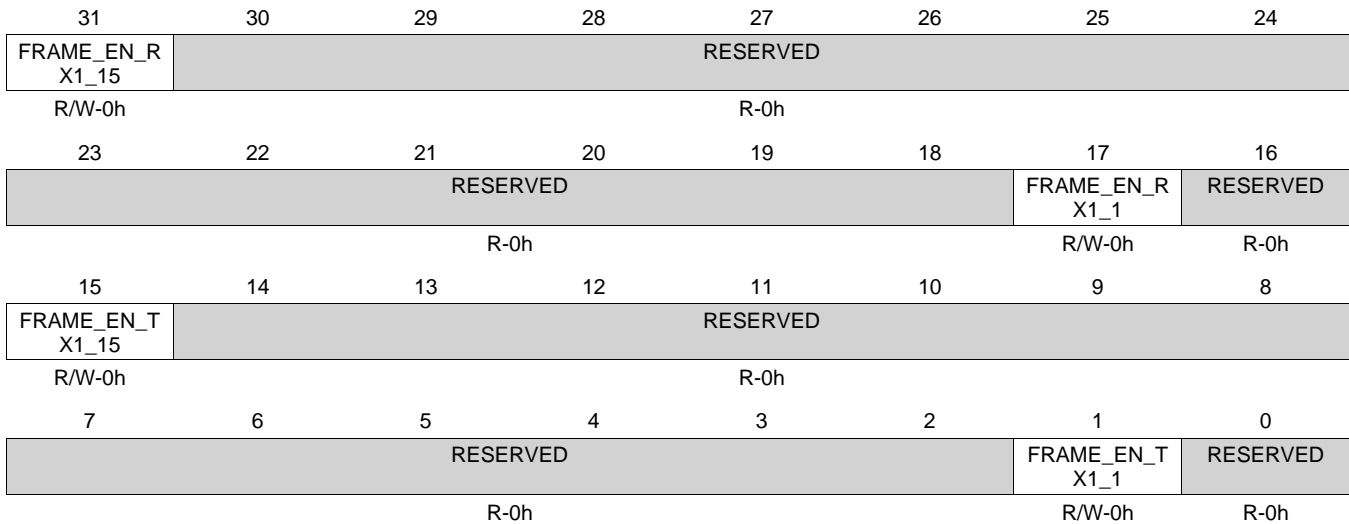 31 30 29 28 27 26 25 24
FRAME_EN_R RESERVED
X1_15
R/W-0h R-0h
23 22 21 20 19 18 17 16
RESERVED FRAME_EN_R RESERVED
X1_1
R-0h R/W-0h R-0h
15 14 13 12 11 10 9 8
FRAME_EN_T RESERVED
X1_15
R/W-0h R-0h
7 6 5 4 3 2 1 0
RESERVED FRAME_EN_T RESERVED
X1_1
R-0h R/W-0h R-0h